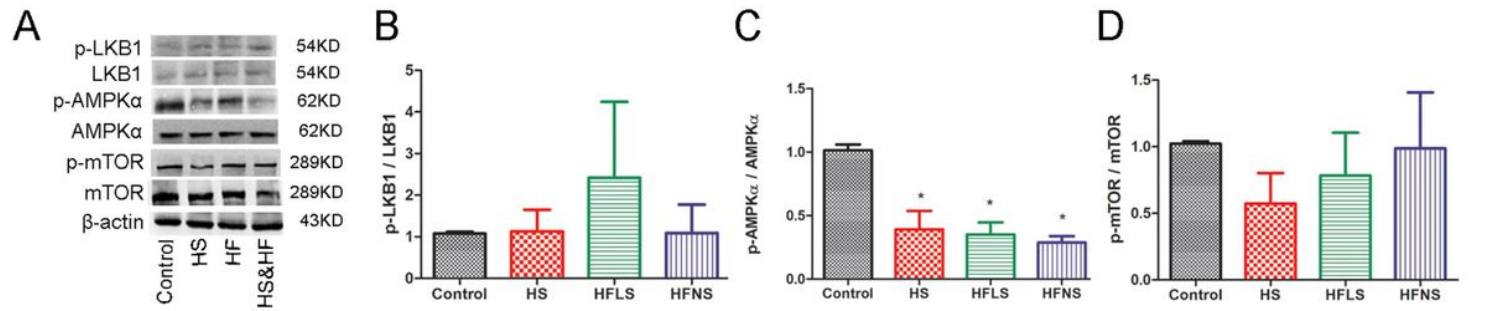 A
p-LKB1 54KD
LKB1 54KD
p-AMPKα 62KD
AMPKα 62KD
p-mTOR 289KD
mTOR 289KD
β-actin 43KD
Control
HS
HF
HS&HF
B
p-LKB1 / LKB1
5
4
3
2
1
0
Control HS HFLS HFNS
C
p-AMPKα / AMPKα
1.5
1.0
0.5
0.0
* * *
Control HS HFLS HFNS
D
p-mTOR / mTOR
1.5
1.0
0.5
0.0
Control HS HFLS HFNS